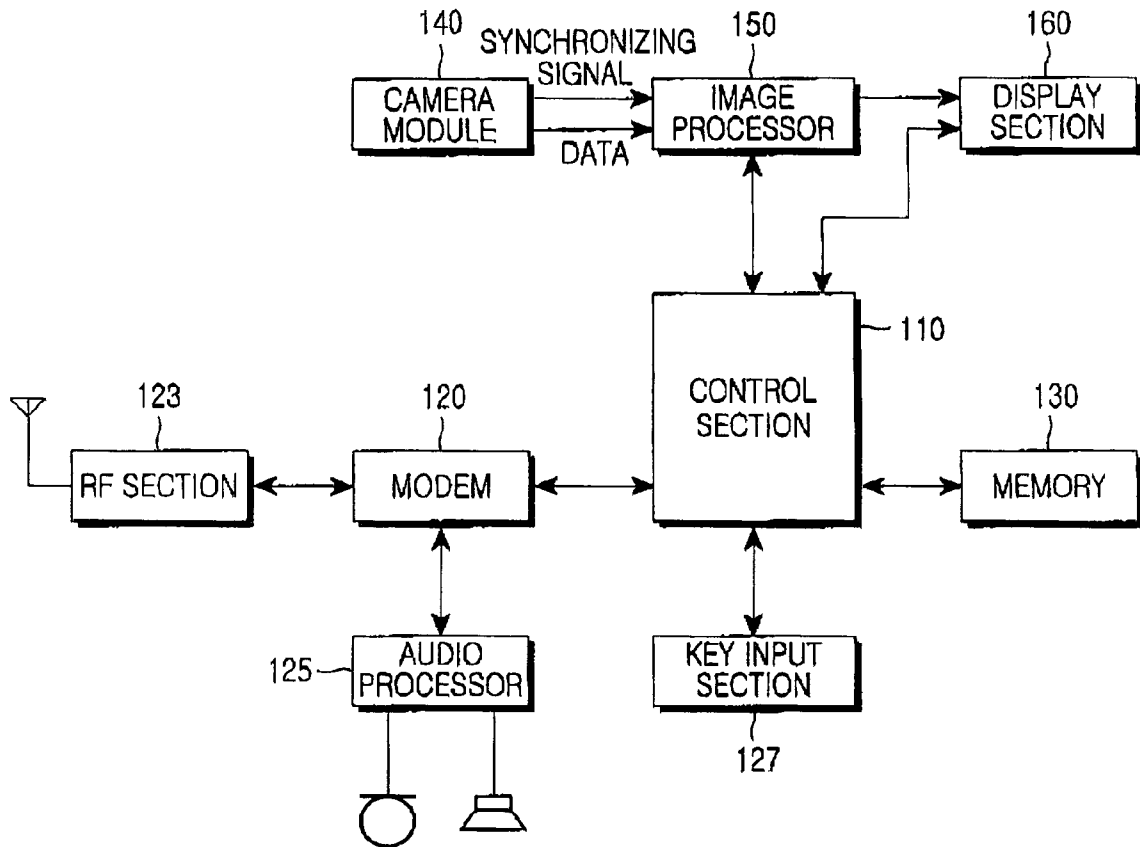 140
SYNCHRONIZING
SIGNAL
150
160
CAMERA
MODULE
IMAGE
PROCESSOR
DISPLAY
SECTION
DATA
110
CONTROL
SECTION
123
120
130
RF SECTION
MODEM
MEMORY
125
AUDIO
PROCESSOR
KEY INPUT
SECTION
127